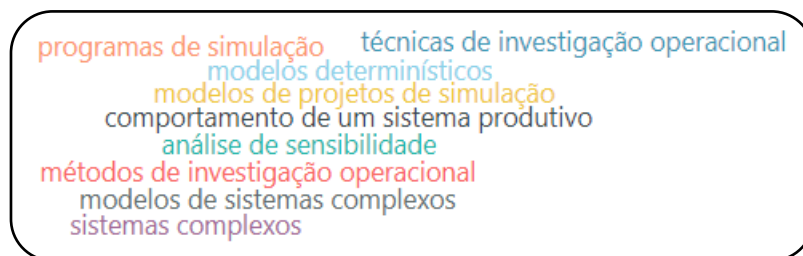 programas de simulação técnicas de investigação operacional
modelos determinísticos
modelos de projetos de simulação
comportamento de um sistema produtivo
análise de sensibilidade
métodos de investigação operacional
modelos de sistemas complexos
sistemas complexos